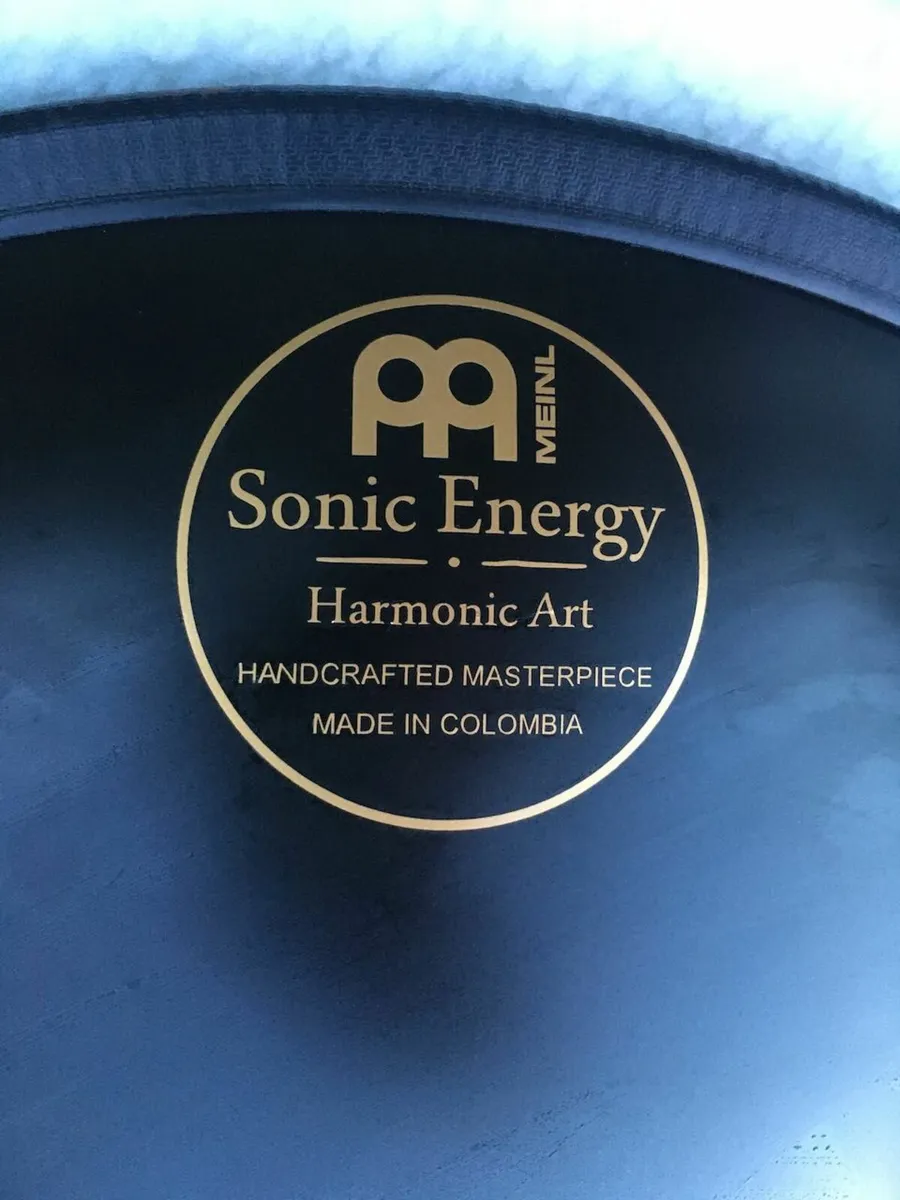 MEINL
Sonic Energy
Harmonic Art
HANDCRAFTED MASTERPIECE
MADE IN COLOMBIA